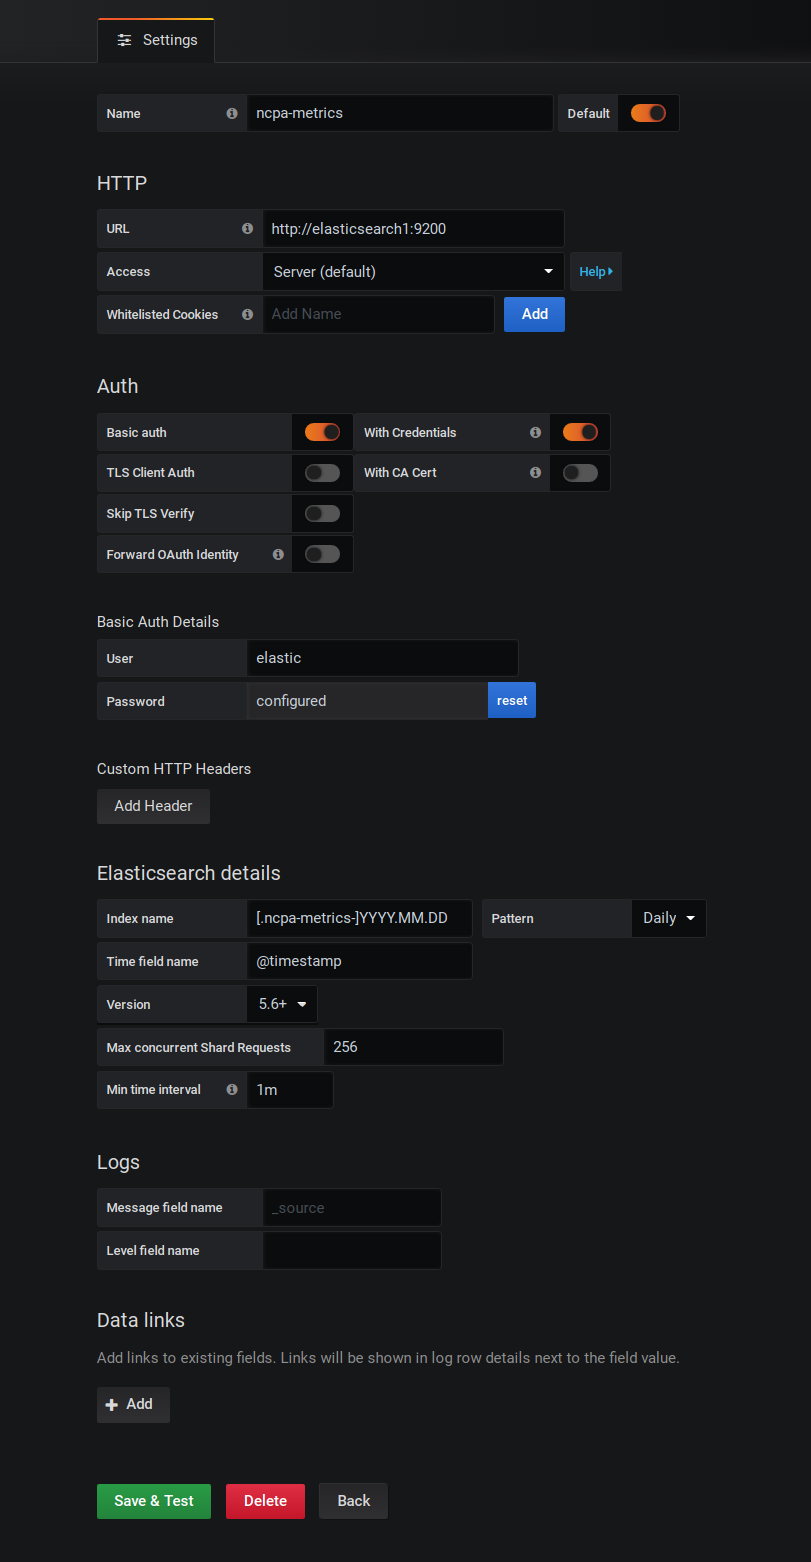 Settings
Name ncpa-metrics Default
HTTP
URL http://elasticsearch1:9200
Access Server (default) Help
Whitelisted Cookies Add Name Add
Auth
Basic auth With Credentials
TLS Client Auth With CA Cert
Skip TLS Verify
Forward OAuth Identity
Basic Auth Details
User elastic
Password configured reset
Custom HTTP Headers
Add Header
Elasticsearch details
Index name [.ncpa-metrics-]YYYY.MM.DD Pattern Daily
Time field name @timestamp
Version 5.6+
Max concurrent Shard Requests 256
Min time interval 1m
Logs
Message field name _source
Level field name
Data links
Add links to existing fields. Links will be shown in log row details next to the field value.
Add
Save & Test Delete Back